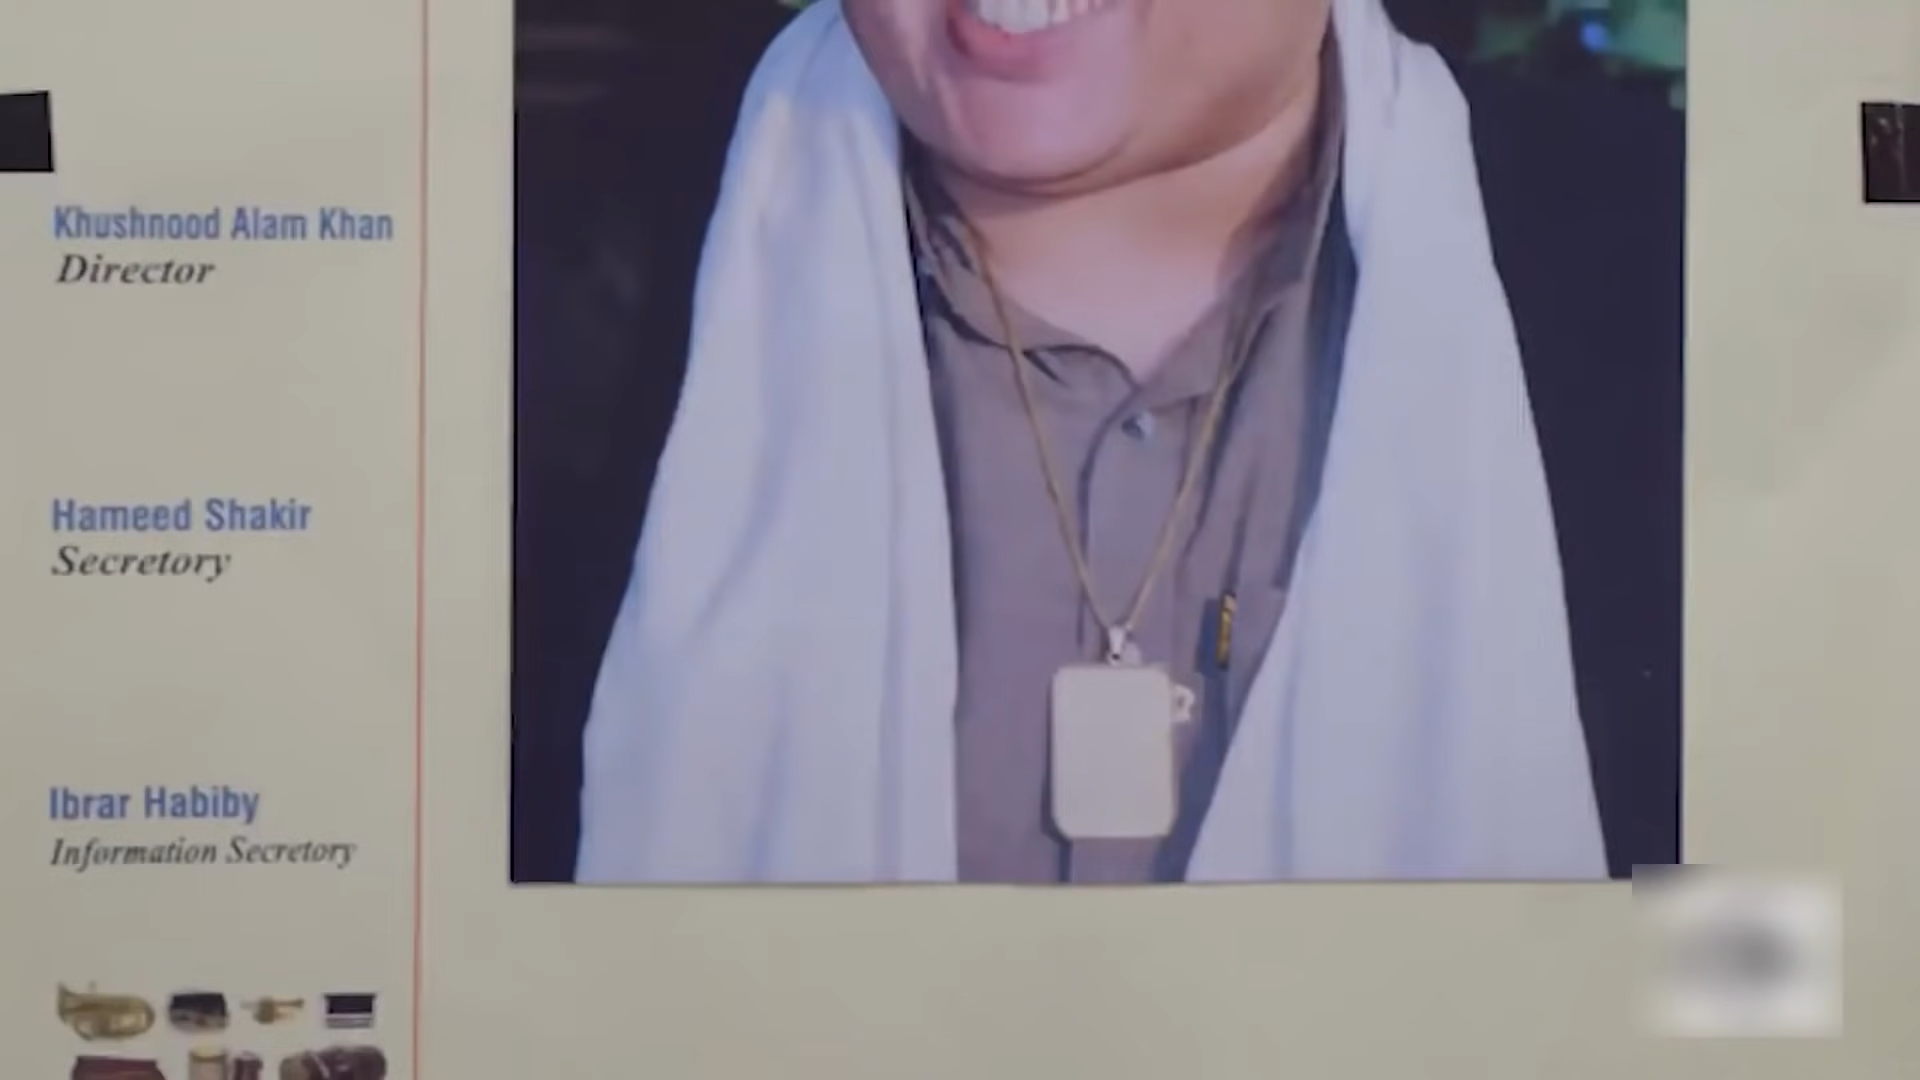 Khushnood Alam Khan
Director
Hameed Shakir
Secretory
Ibrar Habiby
Information Secretory